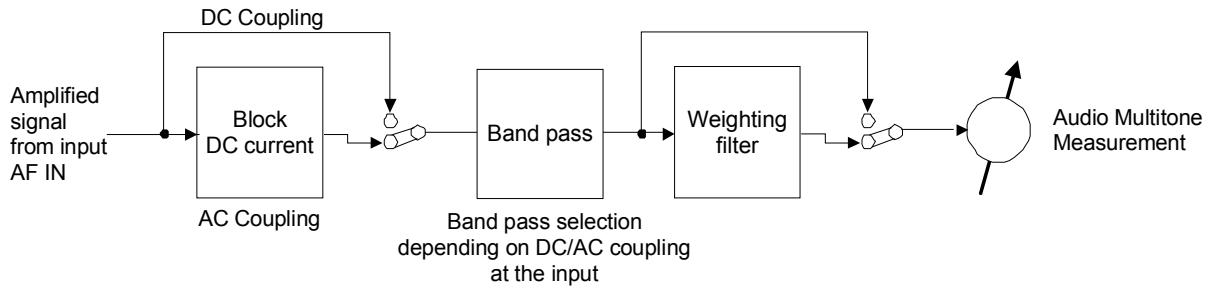 DC Coupling
Amplified
signal
from input
AF IN
Block
DC current
AC Coupling
Band pass
Band pass selection
depending on DC/AC coupling
at the input
Weighting
filter
Audio Multitone
Measurement